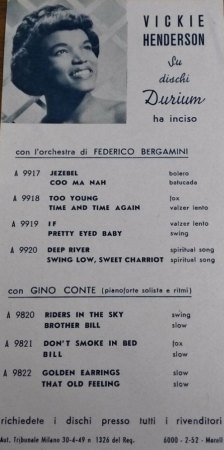 VICKIE
HENDERSON
Su
dischi
Durium
ha inciso
con l'orchestra di FEDERICO BERGAMINI
A 9917 JEZEBEL bolero
COO MA NAH batucada
A 9918 TOO YOUNG fox
TIME AND TIME AGAIN valzer lento
A 9919 IF valzer lento
PRETTY EYED BABY swing
A 9920 DEEP RIVER spiritual song
SWING LOW, SWEET CHARRIOT spiritual song
con GINO CONTE (pianoforte solista e ritmi)
A 9820 RIDERS IN THE SKY swing
BROTHER BILL slow
A 9821 DON'T SMOKE IN BED fox
BILL slow
A 9822 GOLDEN EARRINGS slow
THAT OLD FEELING slow
richiedete i dischi presso tutti i rivenditori
Aut. Tribunale Milano 30-4-49 n 1326 del Reg. 6000 - 2-52 - Morell